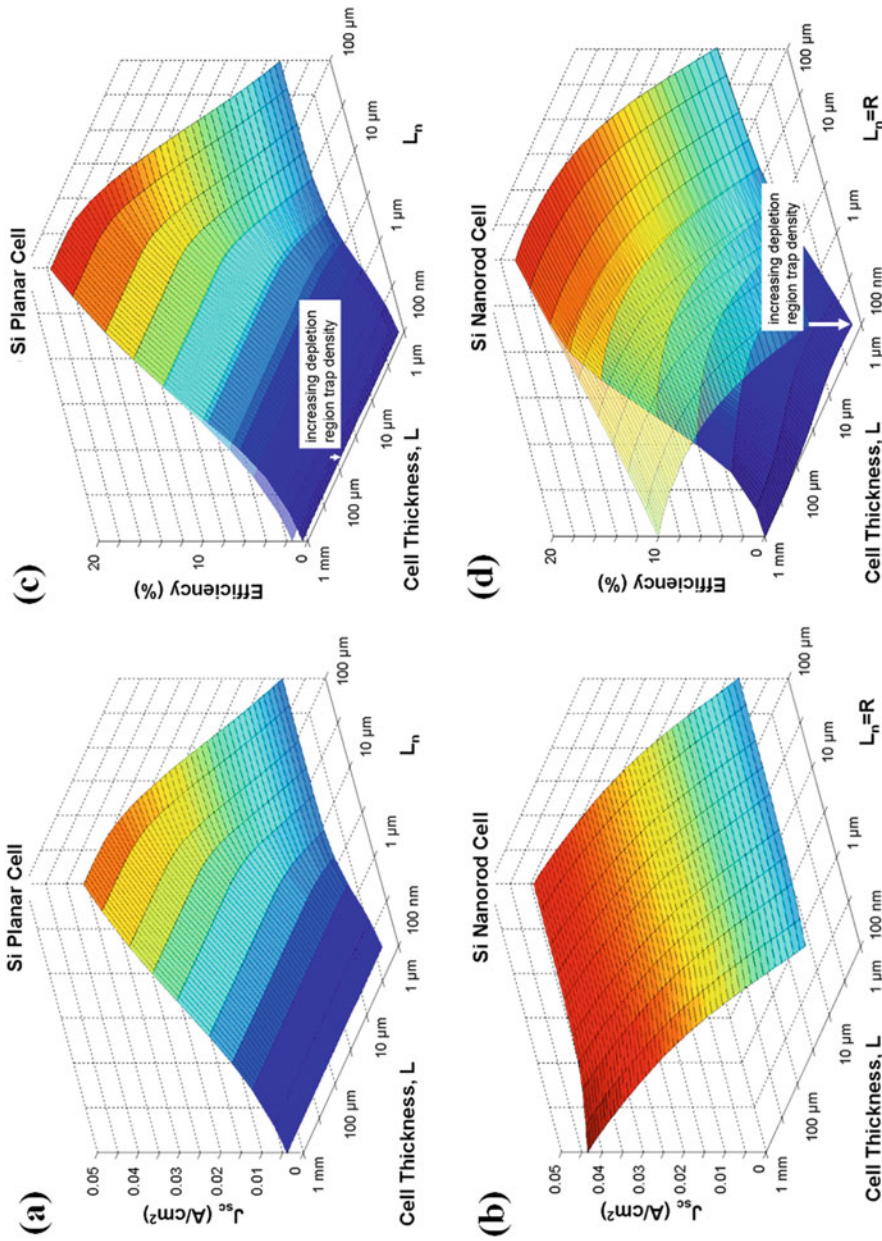 (a)
Si Planar Cell
0.05
0.04
0.03
0.02
0.01
0
J_sc (A/cm²)
1 mm
100 µm
10 µm
1 µm
Cell Thickness, L
100 nm
1 µm
10 µm
100 µm
L_n
(c)
Si Planar Cell
20
10
0
Efficiency (%)
1 mm
100 µm
10 µm
1 µm
Cell Thickness, L
100 nm
1 µm
10 µm
100 µm
L_n
increasing depletion
region trap density
(b)
Si Nanorod Cell
0.05
0.04
0.03
0.02
0.01
0
J_sc (A/cm²)
1 mm
100 µm
10 µm
1 µm
Cell Thickness, L
100 nm
1 µm
10 µm
100 µm
L_n=R
(d)
Si Nanorod Cell
20
10
0
Efficiency (%)
1 mm
100 µm
10 µm
1 µm
Cell Thickness, L
100 nm
1 µm
10 µm
100 µm
L_n=R
increasing depletion
region trap density